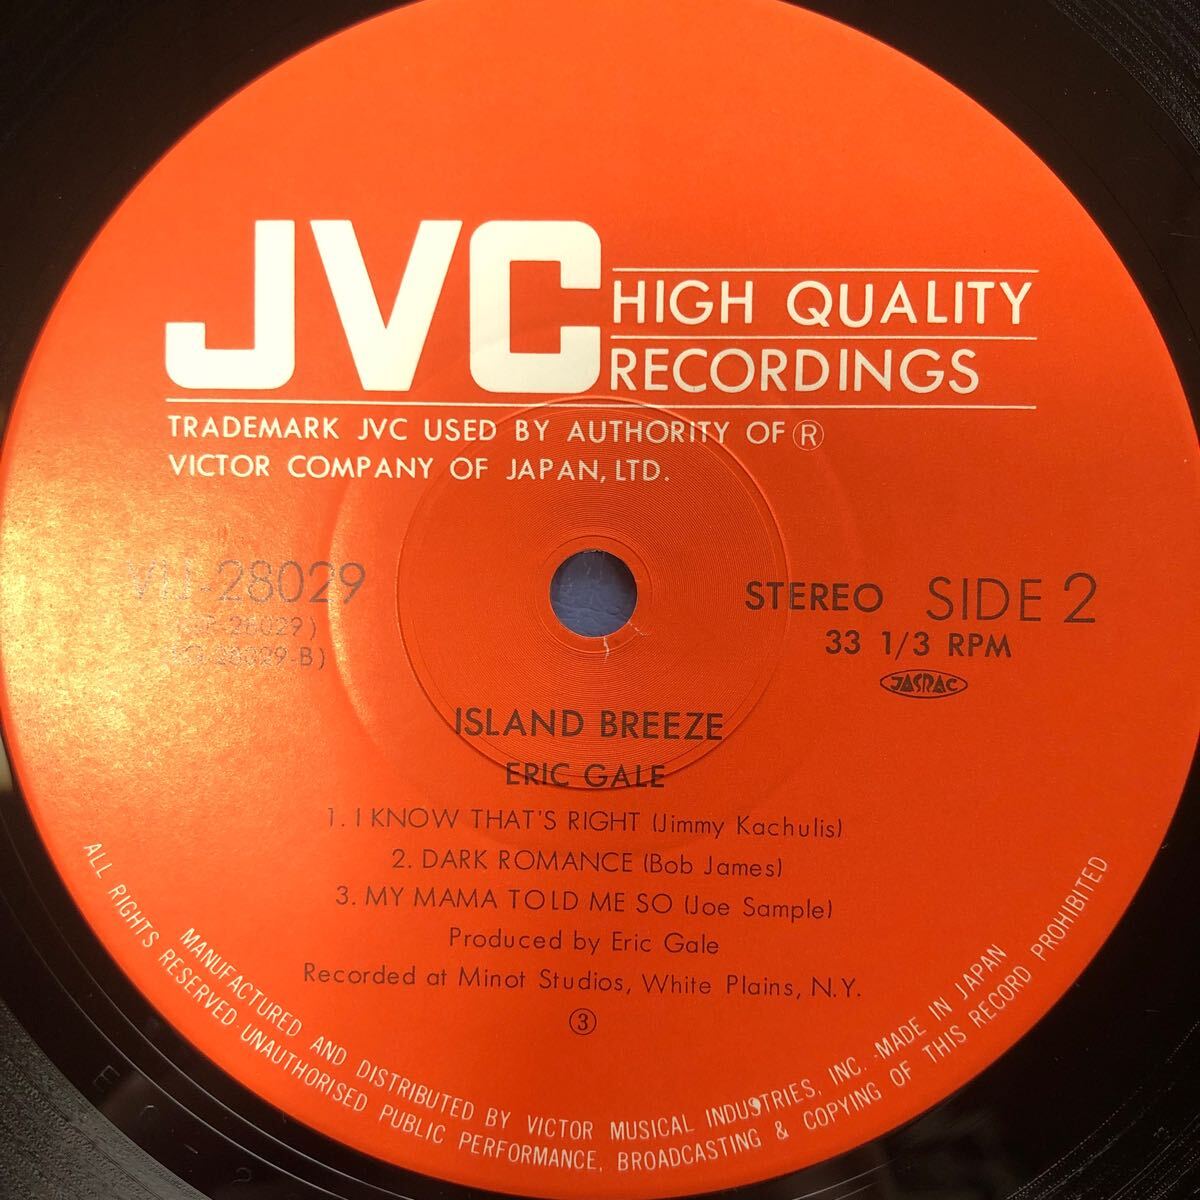 JVC
HIGH QUALITY
RECORDINGS
TRADEMARK JVC USED BY AUTHORITY OF Ⓡ
VICTOR COMPANY OF JAPAN, LTD.
VIJ-28029
28029)
28029-B)
STEREO SIDE 2
33 1/3 RPM
JASRAC
ISLAND BREEZE
ERIC GALE
1. I KNOW THAT'S RIGHT (Jimmy Kachulis)
2. DARK ROMANCE (Bob James)
3. MY MAMA TOLD ME SO (Joe Sample)
Produced by Eric Gale
Recorded at Minot Studios, White Plains, N.Y.
③
MANUFACTURED AND DISTRIBUTED BY VICTOR MUSICAL INDUSTRIES, INC. MADE IN JAPAN
ALL RIGHTS RESERVED UNAUTHORISED PUBLIC PERFORMANCE, BROADCASTING & COPYING OF THIS RECORD PROHIBITED